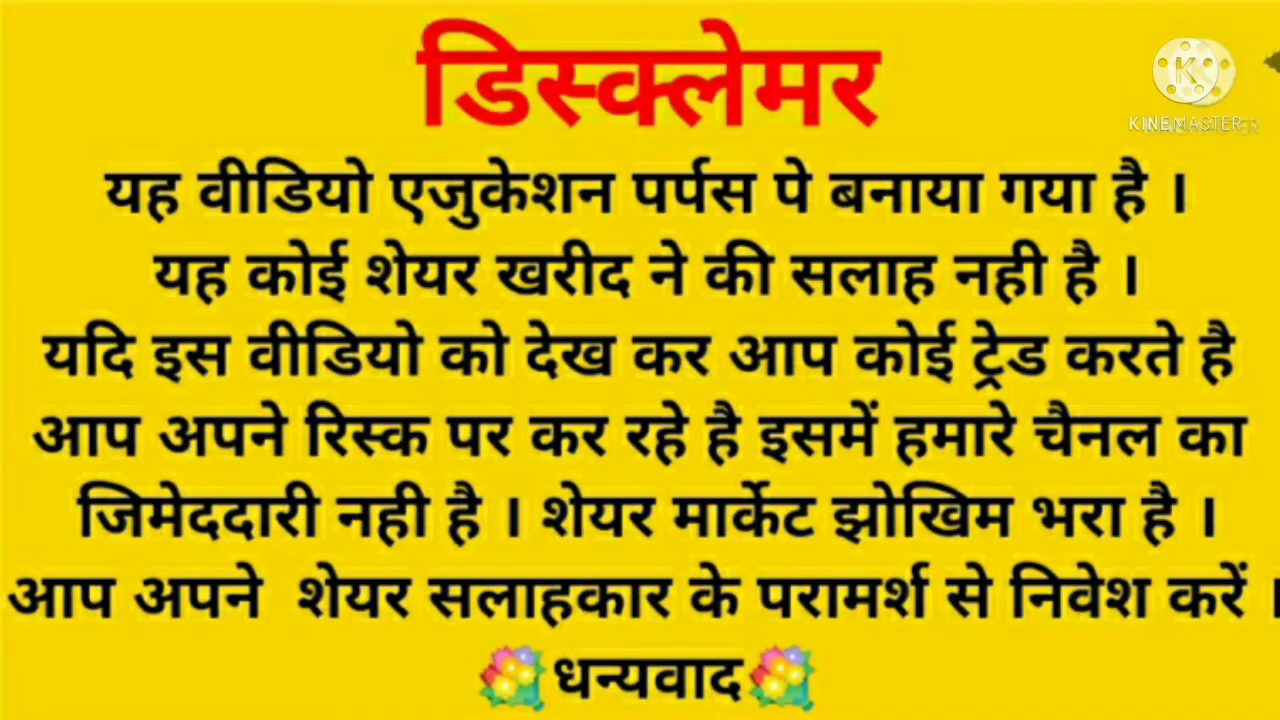 डिस्क्लेमर
KINEMASTER
यह वीडियो एजुकेशन पर्पस पे बनाया गया है ।
यह कोई शेयर खरीद ने की सलाह नही है ।
यदि इस वीडियो को देख कर आप कोई ट्रेड करते है
आप अपने रिस्क पर कर रहे है इसमें हमारे चैनल का
जिमेददारी नही है । शेयर मार्केट झोखिम भरा है ।
आप अपने शेयर सलाहकार के परामर्श से निवेश करें ।
💐धन्यवाद💐